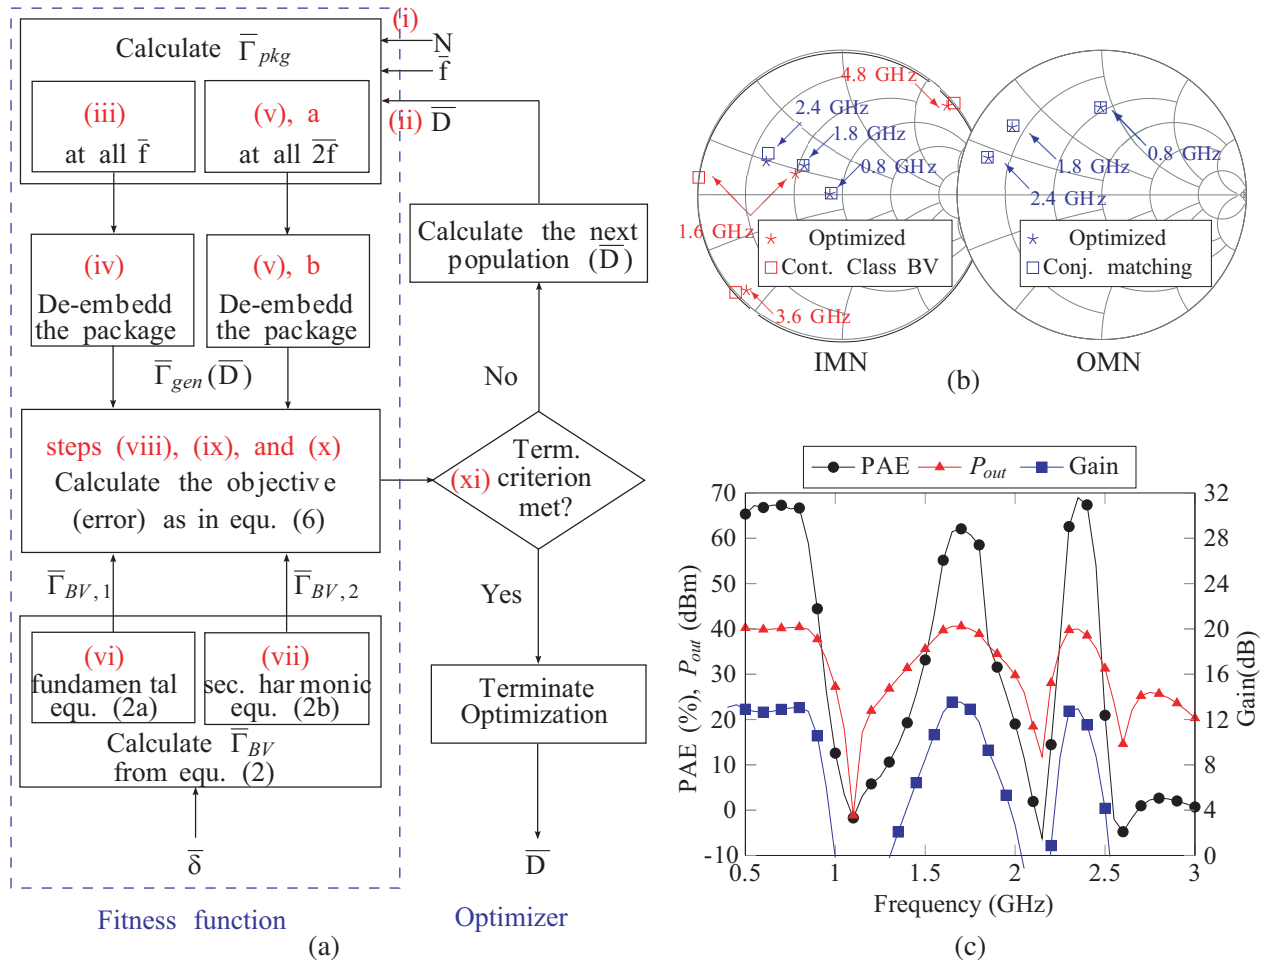 (i)
N
Calculate Γ̅pkg
f̅
(iii)
at all f̅
(v), a
at all 2̅f̅
(ii) D̅
(iv)
De-embedd
the package
(v), b
De-embedd
the package
Γ̅gen(D̅)
Calculate the next
population (D̅)
No
steps (viii), (ix), and (x)
Calculate the objective
(error) as in equ. (6)
(xi)
Term.
criterion
met?
Γ̅BV, 1
Γ̅BV, 2
Yes
(vi)
fundamental
equ. (2a)
(vii)
sec. harmonic
equ. (2b)
Calculate Γ̅BV
from equ. (2)
Terminate
Optimization
δ̅
D̅
Fitness function
Optimizer
(a)
4.8 GHz
2.4 GHz
1.8 GHz
0.8 GHz
1.6 GHz
3.6 GHz
Optimized
Cont. Class BV
IMN
0.8 GHz
1.8 GHz
2.4 GHz
Optimized
Conj. matching
OMN
(b)
PAE
Pout
Gain
70
60
50
40
30
20
10
0
-10
PAE (%), Pout (dBm)
32
28
24
20
16
12
8
4
0
Gain(dB)
0.5
1
1.5
2
2.5
3
Frequency (GHz)
(c)